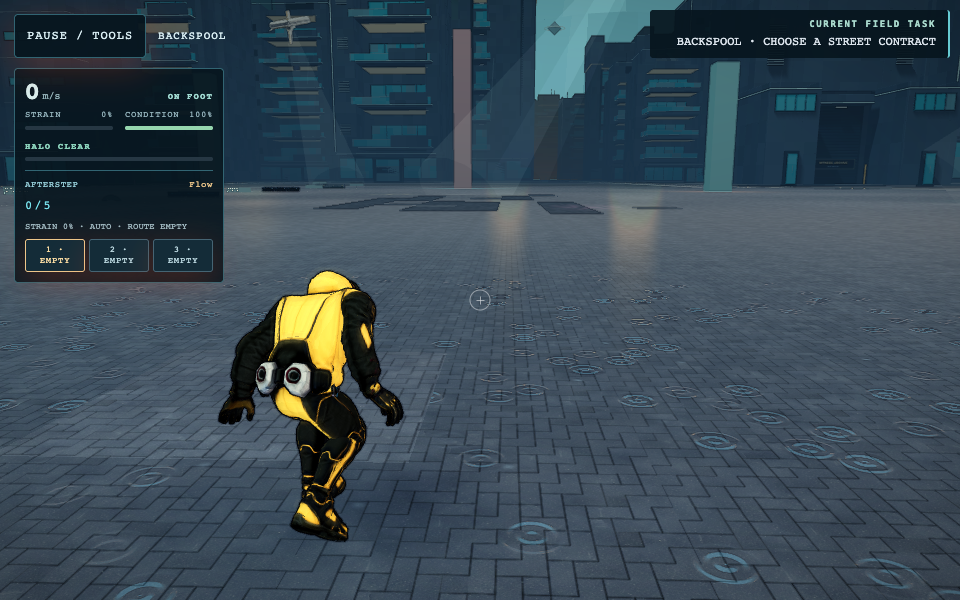 PAUSE / TOOLS
BACKSPOOL
CURRENT FIELD TASK
BACKSPOOL · CHOOSE A STREET CONTRACT
0 m/s
ON FOOT
STRAIN 0%
CONDITION 100%
HALO CLEAR
AFTERSTEP
Flow
0 / 5
STRAIN 0% · AUTO · ROUTE EMPTY
1 ·
EMPTY
2 ·
EMPTY
3 ·
EMPTY